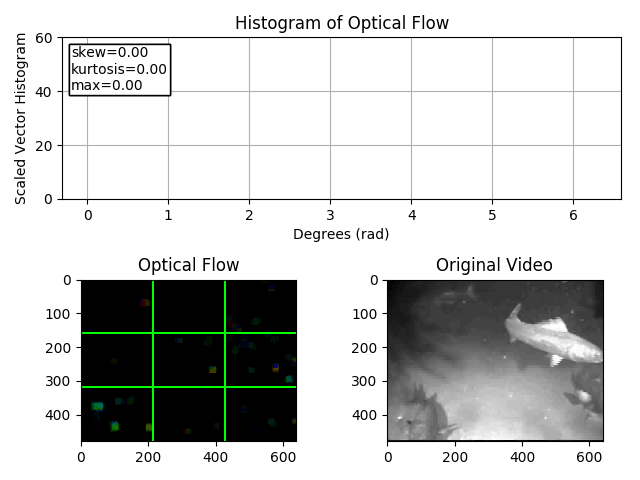 Histogram of Optical Flow
Scaled Vector Histogram
60
40
20
0
skew=0.00
kurtosis=0.00
max=0.00
0 1 2 3 4 5 6
Degrees (rad)
Optical Flow
0
100
200
300
400
0 200 400 600
Original Video
0
100
200
300
400
0 200 400 600